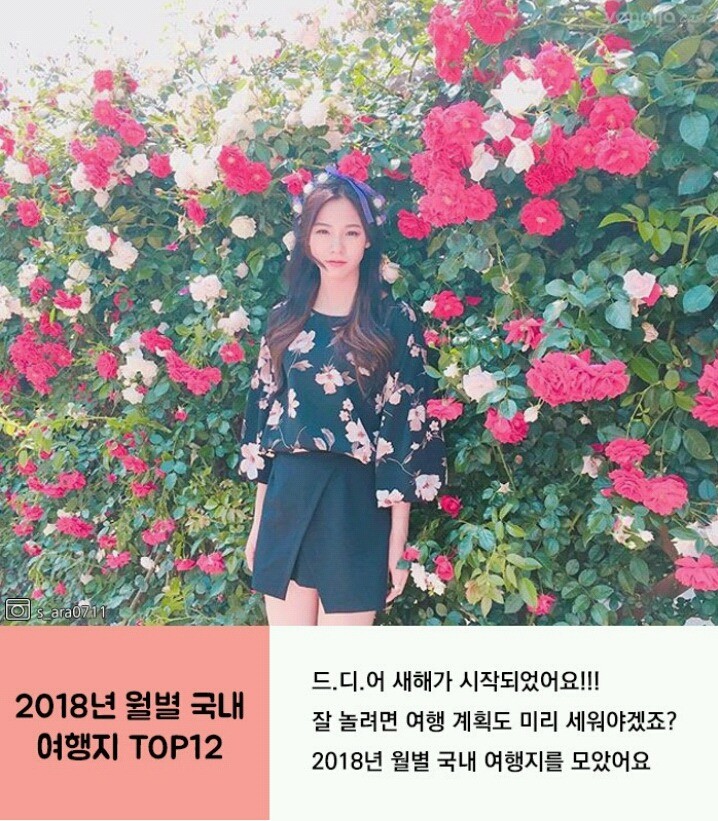 s_ara0711
2018년 월별 국내
여행지 TOP12
드.디.어 새해가 시작되었어요!!!
잘 놀려면 여행 계획도 미리 세워야겠죠?
2018년 월별 국내 여행지를 모았어요